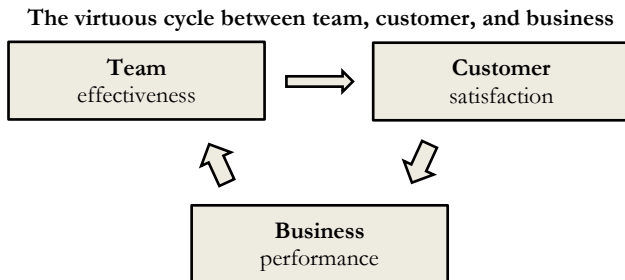 The virtuous cycle between team, customer, and business
Team
effectiveness
Customer
satisfaction
Business
performance